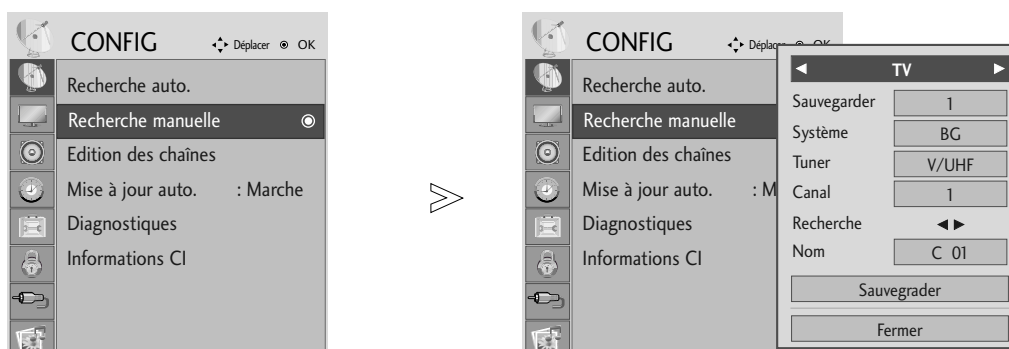 CONFIG Déplacer OK
Recherche auto.
Recherche manuelle
Edition des chaînes
Mise à jour auto. : Marche
Diagnostiques
Informations CI
CONFIG Déplacer OK
Recherche auto.
Recherche manuelle
Edition des chaînes
Mise à jour auto. : M
Diagnostiques
Informations CI
◄ TV ►
Sauvegarder 1
Système BG
Tuner V/UHF
Canal 1
Recherche ◄ ►
Nom C 01
Sauvegrader
Fermer